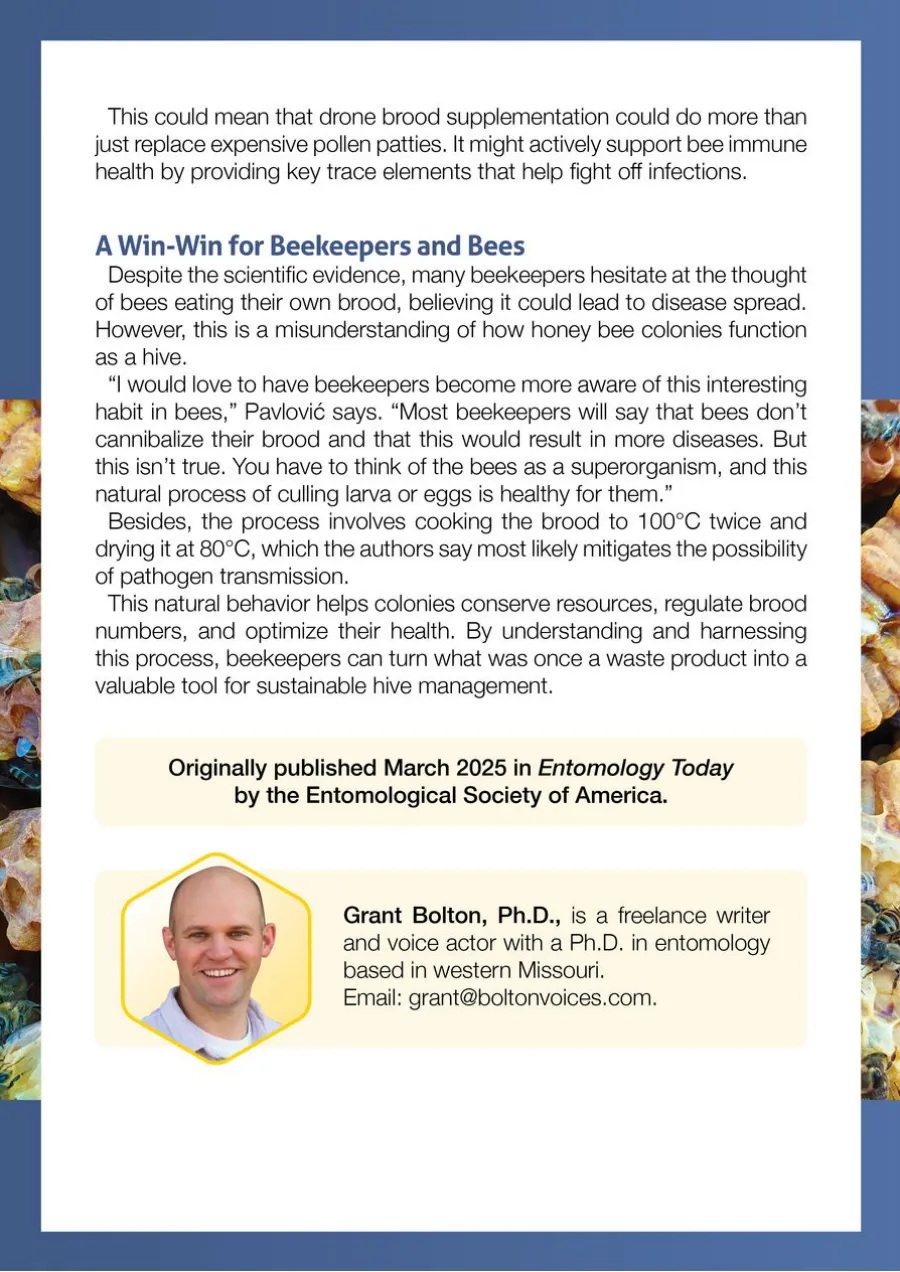 This could mean that drone brood supplementation could do more than
just replace expensive pollen patties. It might actively support bee immune
health by providing key trace elements that help fight off infections.
A Win-Win for Beekeepers and Bees
Despite the scientific evidence, many beekeepers hesitate at the thought
of bees eating their own brood, believing it could lead to disease spread.
However, this is a misunderstanding of how honey bee colonies function
as a hive.
“I would love to have beekeepers become more aware of this interesting
habit in bees,” Pavlović says. “Most beekeepers will say that bees don’t
cannibalize their brood and that this would result in more diseases. But
this isn’t true. You have to think of the bees as a superorganism, and this
natural process of culling larva or eggs is healthy for them.”
Besides, the process involves cooking the brood to 100°C twice and
drying it at 80°C, which the authors say most likely mitigates the possibility
of pathogen transmission.
This natural behavior helps colonies conserve resources, regulate brood
numbers, and optimize their health. By understanding and harnessing
this process, beekeepers can turn what was once a waste product into a
valuable tool for sustainable hive management.
Originally published March 2025 in Entomology Today
by the Entomological Society of America.
Grant Bolton, Ph.D., is a freelance writer
and voice actor with a Ph.D. in entomology
based in western Missouri.
Email: grant@boltonvoices.com.